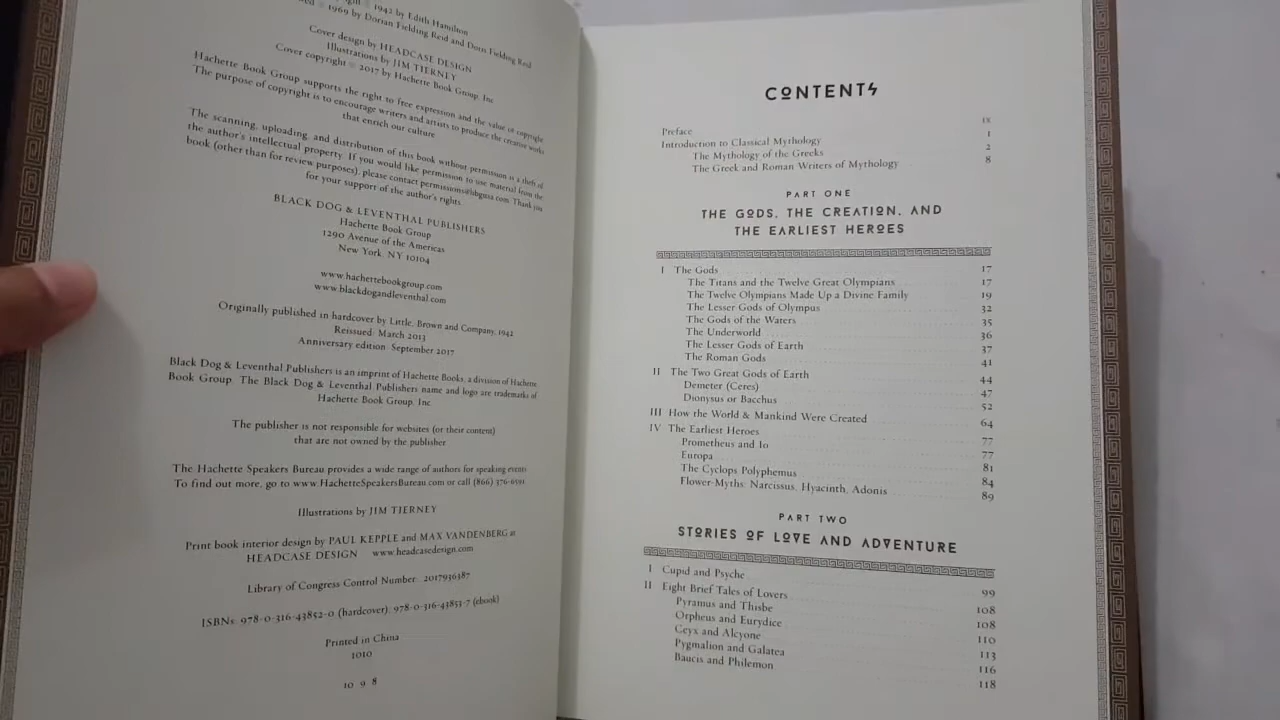 © 1942 by Edith Hamilton
© 1969 by Dorian Fielding Reid and Doris Fielding Reid
Cover design by HEADCASE DESIGN
Illustrations by JIM TIERNEY
Cover copyright © 2017 by Hachette Book Group, Inc.
Hachette Book Group supports the right to free expression and the value of copyright.
The purpose of copyright is to encourage writers and artists to produce the creative works
that enrich our culture.
The scanning, uploading, and distribution of this book without permission is a theft of
the author's intellectual property. If you would like permission to use material from the
book (other than for review purposes), please contact permissions@hbgusa.com. Thank you
for your support of the author's rights.
BLACK DOG & LEVENTHAL PUBLISHERS
Hachette Book Group
1290 Avenue of the Americas
New York, NY 10104
www.hachettebookgroup.com
www.blackdogandleventhal.com
Originally published in hardcover by Little, Brown and Company, 1942
Reissued: March 2013
Anniversary edition: September 2017
Black Dog & Leventhal Publishers is an imprint of Hachette Books, a division of Hachette
Book Group. The Black Dog & Leventhal Publishers name and logo are trademarks of
Hachette Book Group, Inc.
The publisher is not responsible for websites (or their content)
that are not owned by the publisher.
The Hachette Speakers Bureau provides a wide range of authors for speaking events.
To find out more, go to www.HachetteSpeakersBureau.com or call (866) 376-6591.
Illustrations by JIM TIERNEY
Print book interior design by PAUL KEPPLE and MAX VANDENBERG at
HEADCASE DESIGN www.headcasedesign.com
Library of Congress Control Number: 2017936387
ISBNs: 978-0-316-43852-0 (hardcover), 978-0-316-43853-7 (ebook)
Printed in China
1010
10 9 8
CONTENTS
Preface ix
Introduction to Classical Mythology 1
The Mythology of the Greeks 2
The Greek and Roman Writers of Mythology 8
PART ONE
THE GODS, THE CREATION, AND
THE EARLIEST HEROES
I The Gods 17
The Titans and the Twelve Great Olympians 17
The Twelve Olympians Made Up a Divine Family 19
The Lesser Gods of Olympus 32
The Gods of the Waters 35
The Underworld 36
The Lesser Gods of Earth 37
The Roman Gods 41
II The Two Great Gods of Earth 44
Demeter (Ceres) 47
Dionysus or Bacchus 52
III How the World & Mankind Were Created 64
IV The Earliest Heroes 77
Prometheus and Io 77
Europa 81
The Cyclops Polyphemus 84
Flower-Myths: Narcissus, Hyacinth, Adonis 89
PART TWO
STORIES OF LOVE AND ADVENTURE
I Cupid and Psyche 99
II Eight Brief Tales of Lovers 108
Pyramus and Thisbe 108
Orpheus and Eurydice 110
Ceyx and Alcyone 113
Pygmalion and Galatea 116
Baucis and Philemon 118